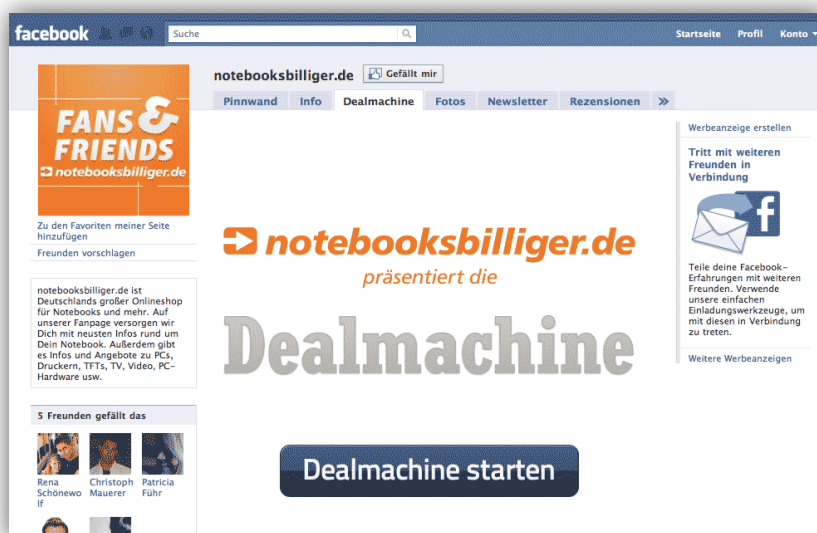 facebook
Suche
Startseite Profil Konto
notebooksbilliger.de Gefällt mir
Pinnwand Info Dealmachine Fotos Newsletter Rezensionen »
FANS &
FRIENDS
notebooksbilliger.de
Zu den Favoriten meiner Seite
hinzufügen
Freunden vorschlagen
notebooksbilliger.de ist
Deutschlands großer Onlineshop
für Notebooks und mehr. Auf
unserer Fanpage versorgen wir
Dich mit neusten Infos rund um
Dein Notebook. Außerdem gibt
es Infos und Angebote zu PCs,
Druckern, TFTs, TV, Video, PC-
Hardware usw.
5 Freunden gefällt das
Rena
Schönewo
lf
Christoph
Mauerer
Patricia
Führ
notebooksbilliger.de
präsentiert die
Dealmachine
Dealmachine starten
Werbeanzeige erstellen
Tritt mit weiteren
Freunden in
Verbindung
f
Teile deine Facebook-
Erfahrungen mit weiteren
Freunden. Verwende
unsere einfachen
Einladungswerkzeuge, um
mit diesen in Verbindung
zu treten.
Weitere Werbeanzeigen